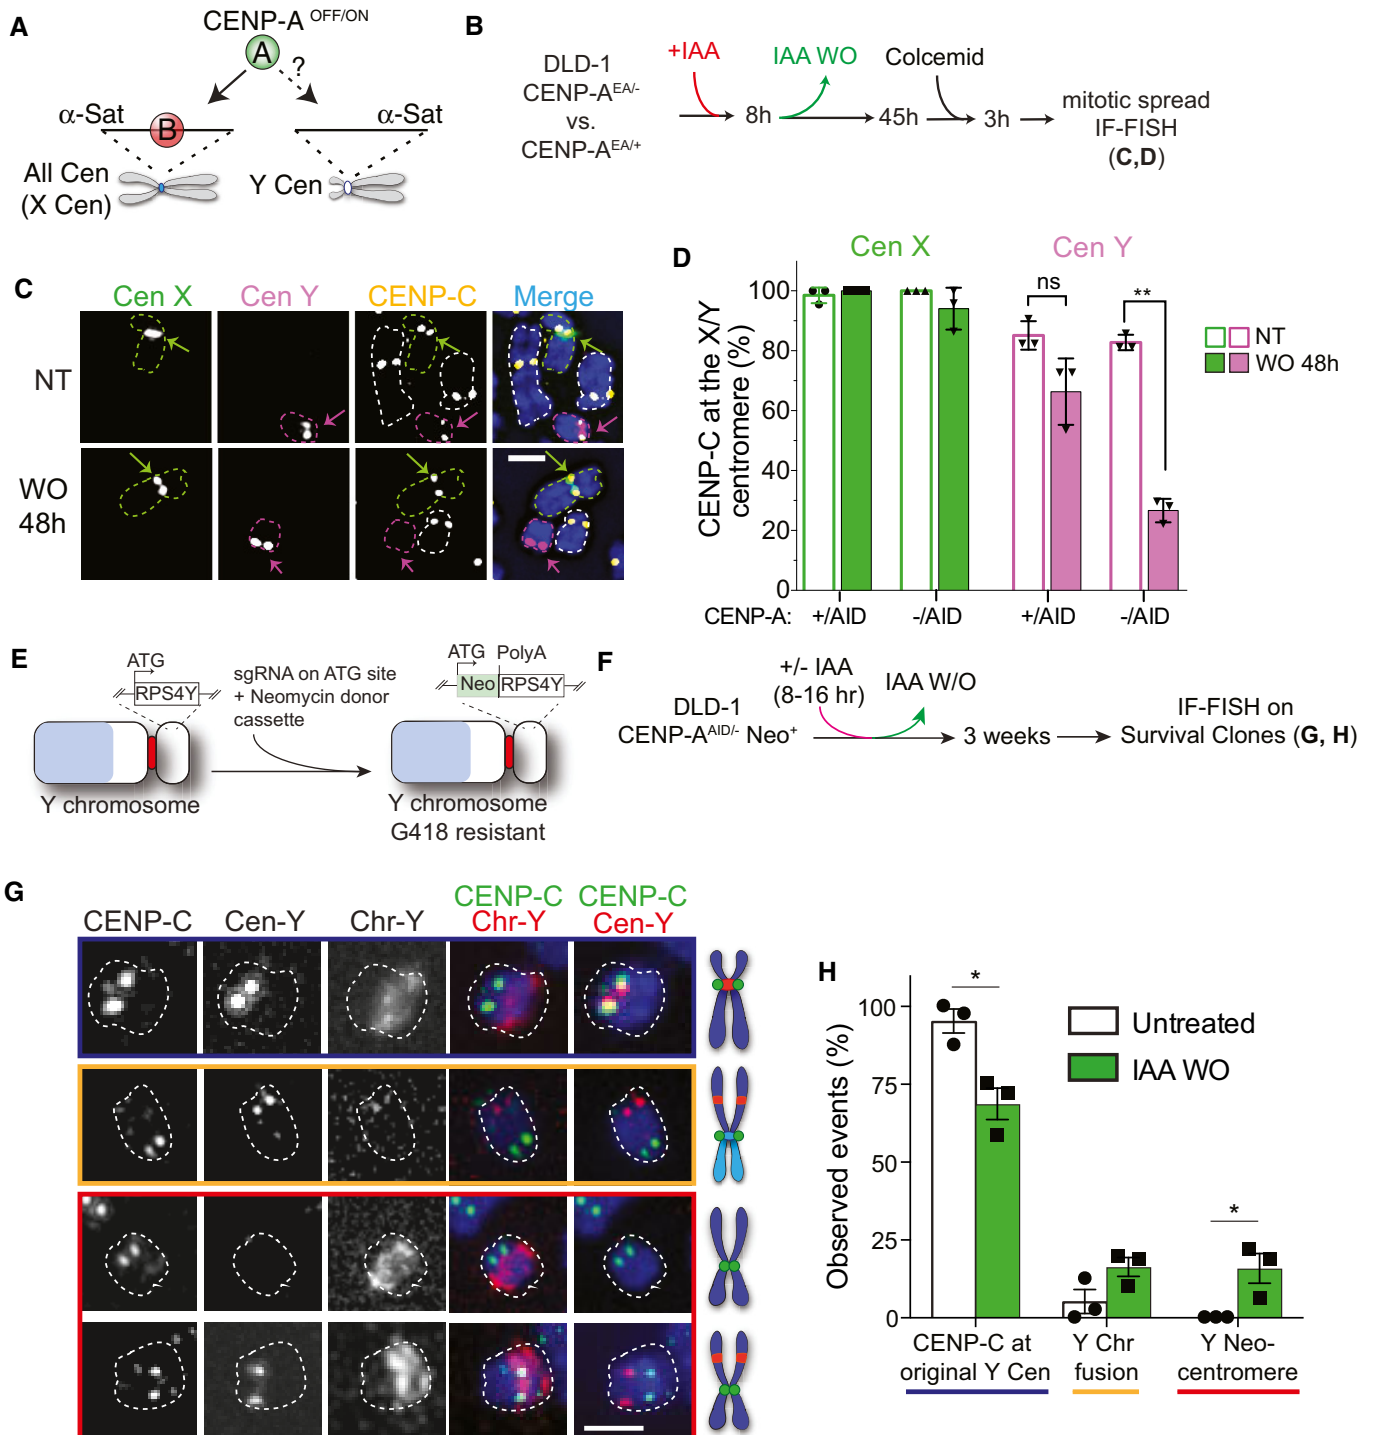 A
CENP-A OFF/ON
A
?
α-Sat
α-Sat
B
All Cen
(X Cen)
Y Cen
B
DLD-1
CENP-A EA/-
vs.
CENP-A EA/+
+IAA
8h
IAA WO
45h
Colcemid
3h
mitotic spread
IF-FISH
(C,D)
C
Cen X
Cen Y
CENP-C
Merge
NT
WO
48h
D
Cen X
Cen Y
CENP-C at the X/Y
centromere (%)
100
80
60
40
20
0
ns
**
NT
WO 48h
CENP-A:
+/AID
-/AID
+/AID
-/AID
E
ATG
RPS4Y
sgRNA on ATG site
+ Neomycin donor
cassette
ATG
PolyA
Neo
RPS4Y
Y chromosome
Y chromosome
G418 resistant
F
DLD-1
CENP-A AID/- Neo+
+/- IAA
(8-16 hr)
IAA W/O
3 weeks
IF-FISH on
Survival Clones (G, H)
G
CENP-C
Cen-Y
Chr-Y
CENP-C
Chr-Y
CENP-C
Cen-Y
H
Observed events (%)
100
75
50
25
0
*
*
Untreated
IAA WO
CENP-C at
original Y Cen
Y Chr
fusion
Y Neo-
centromere